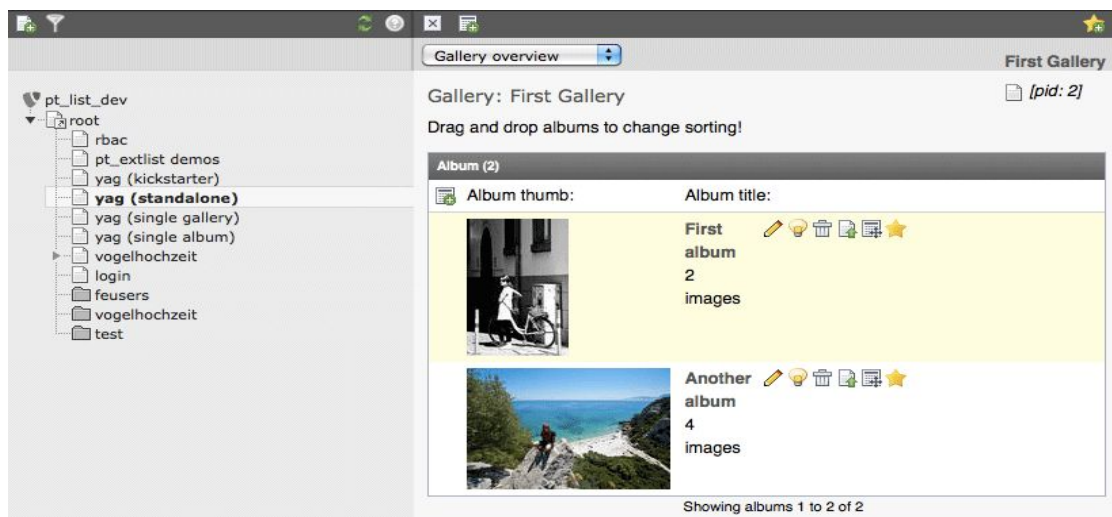 Gallery overview
First Gallery
[pid: 2]
pt_list_dev
root
rbac
pt_extlist demos
yag (kickstarter)
yag (standalone)
yag (single gallery)
yag (single album)
vogelhochzeit
login
feusers
vogelhochzeit
test
Gallery: First Gallery
Drag and drop albums to change sorting!
Album (2)
Album thumb: Album title:
First
album
2
images
Another
album
4
images
Showing albums 1 to 2 of 2